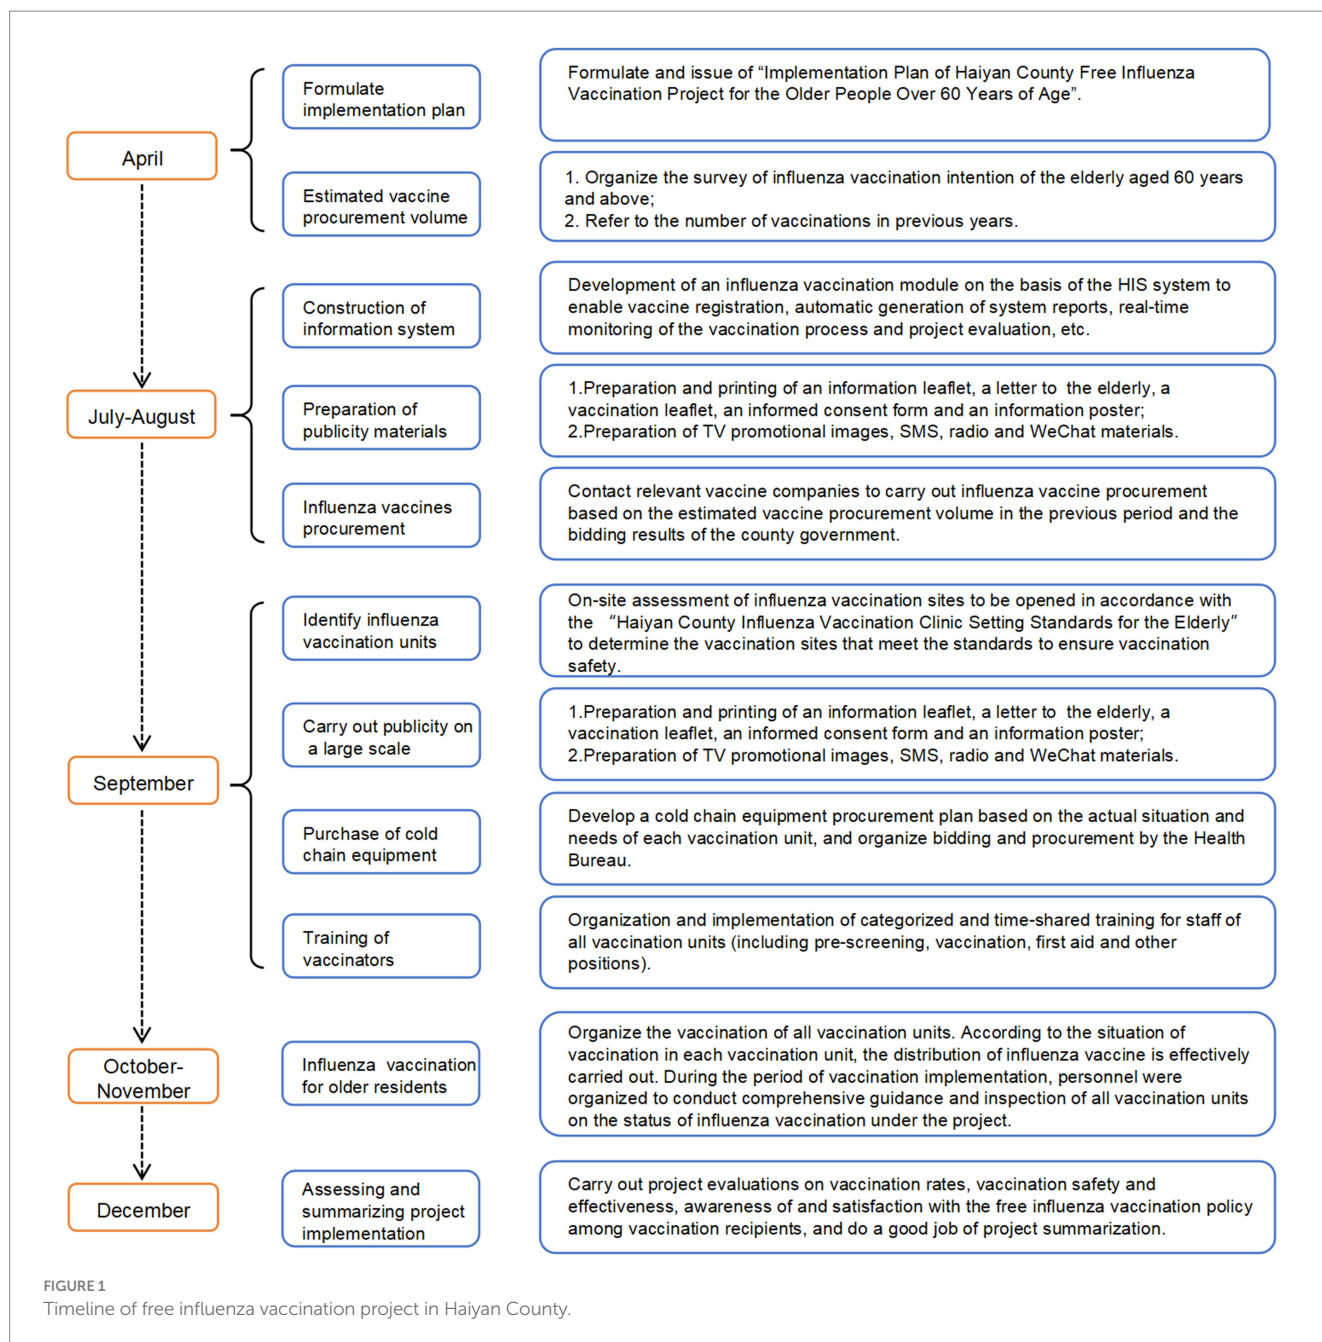 April
Formulate
implementation plan
Formulate and issue of “Implementation Plan of Haiyan County Free Influenza
Vaccination Project for the Older People Over 60 Years of Age”.
Estimated vaccine
procurement volume
1. Organize the survey of influenza vaccination intention of the elderly aged 60 years
and above;
2. Refer to the number of vaccinations in previous years.
July-August
Construction of
information system
Development of an influenza vaccination module on the basis of the HIS system to
enable vaccine registration, automatic generation of system reports, real-time
monitoring of the vaccination process and project evaluation, etc.
Preparation of
publicity materials
1.Preparation and printing of an information leaflet, a letter to the elderly, a
vaccination leaflet, an informed consent form and an information poster;
2.Preparation of TV promotional images, SMS, radio and WeChat materials.
Influenza vaccines
procurement
Contact relevant vaccine companies to carry out influenza vaccine procurement
based on the estimated vaccine procurement volume in the previous period and the
bidding results of the county government.
September
Identify influenza
vaccination units
On-site assessment of influenza vaccination sites to be opened in accordance with
the “Haiyan County Influenza Vaccination Clinic Setting Standards for the Elderly”
to determine the vaccination sites that meet the standards to ensure vaccination
safety.
Carry out publicity on
a large scale
1.Preparation and printing of an information leaflet, a letter to the elderly, a
vaccination leaflet, an informed consent form and an information poster;
2.Preparation of TV promotional images, SMS, radio and WeChat materials.
Purchase of cold
chain equipment
Develop a cold chain equipment procurement plan based on the actual situation and
needs of each vaccination unit, and organize bidding and procurement by the Health
Bureau.
Training of
vaccinators
Organization and implementation of categorized and time-shared training for staff of
all vaccination units (including pre-screening, vaccination, first aid and other
positions).
October-
November
Influenza vaccination
for older residents
Organize the vaccination of all vaccination units. According to the situation of
vaccination in each vaccination unit, the distribution of influenza vaccine is effectively
carried out. During the period of vaccination implementation, personnel were
organized to conduct comprehensive guidance and inspection of all vaccination units
on the status of influenza vaccination under the project.
December
Assessing and
summarizing project
implementation
Carry out project evaluations on vaccination rates, vaccination safety and
effectiveness, awareness of and satisfaction with the free influenza vaccination policy
among vaccination recipients, and do a good job of project summarization.
FIGURE 1
Timeline of free influenza vaccination project in Haiyan County.